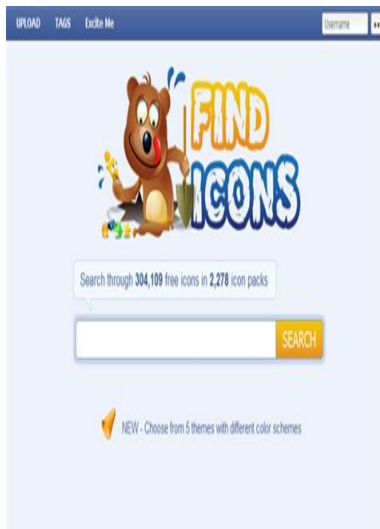 UPLOAD TAGS Excite Me Username
FIND
ICONS
Search through 304,109 free icons in 2,278 icon packs
SEARCH
NEW - Choose from 5 themes with different color schemes